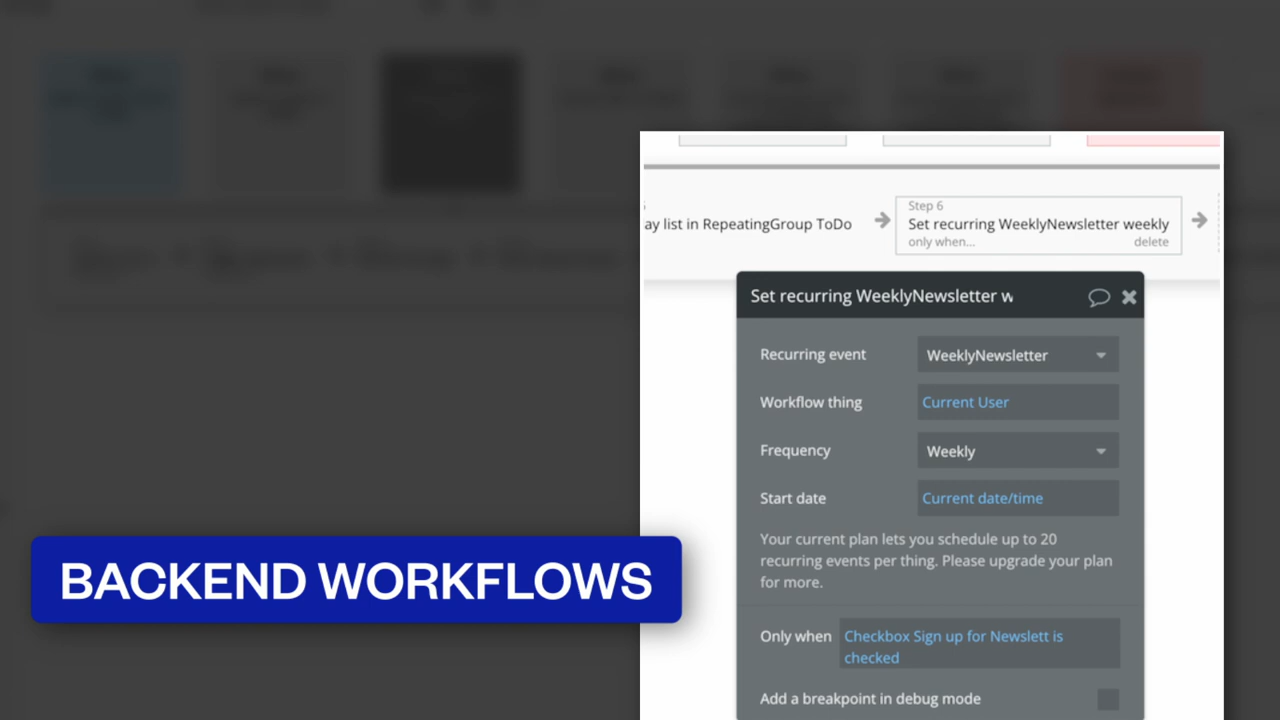 Step 6
ay list in RepeatingGroup ToDo
Set recurring WeeklyNewsletter weekly
only when...
delete
Set recurring WeeklyNewsletter w
Recurring event
WeeklyNewsletter
Workflow thing
Current User
Frequency
Weekly
Start date
Current date/time
Your current plan lets you schedule up to 20
recurring events per thing. Please upgrade your plan
for more.
BACKEND WORKFLOWS
Only when
Checkbox Sign up for Newslett is
checked
Add a breakpoint in debug mode